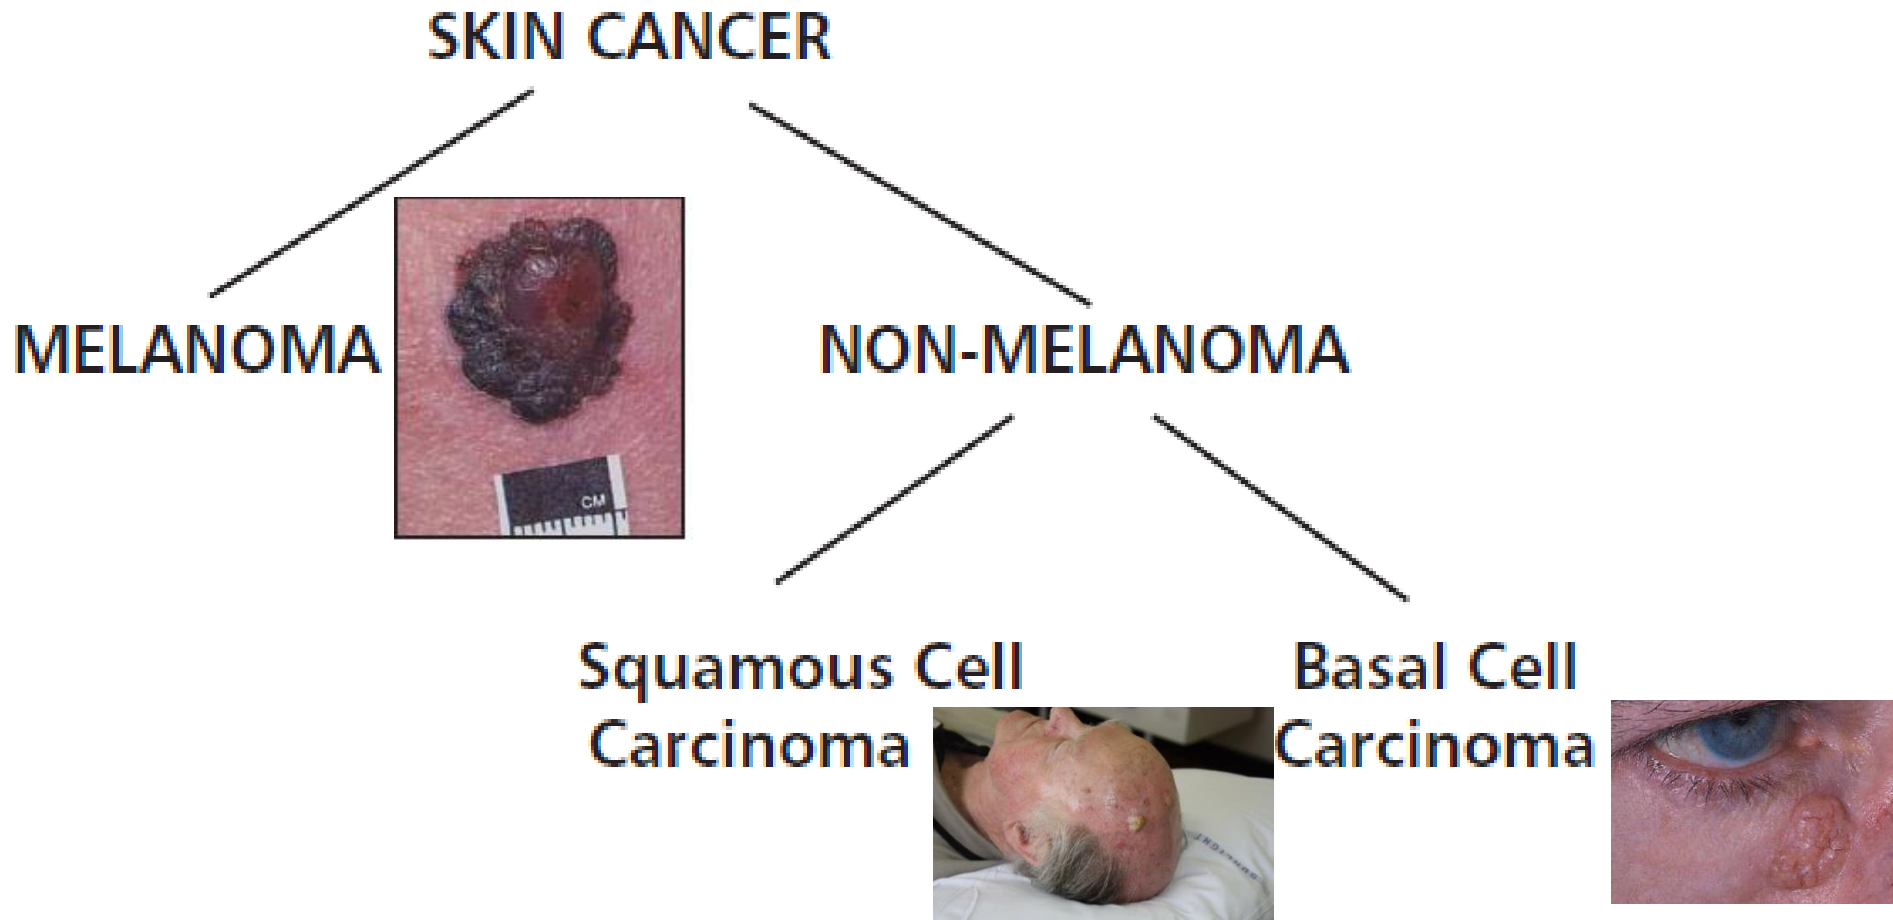 SKIN CANCER
MELANOMA
CM
NON-MELANOMA
Squamous Cell
Carcinoma
Basal Cell
Carcinoma